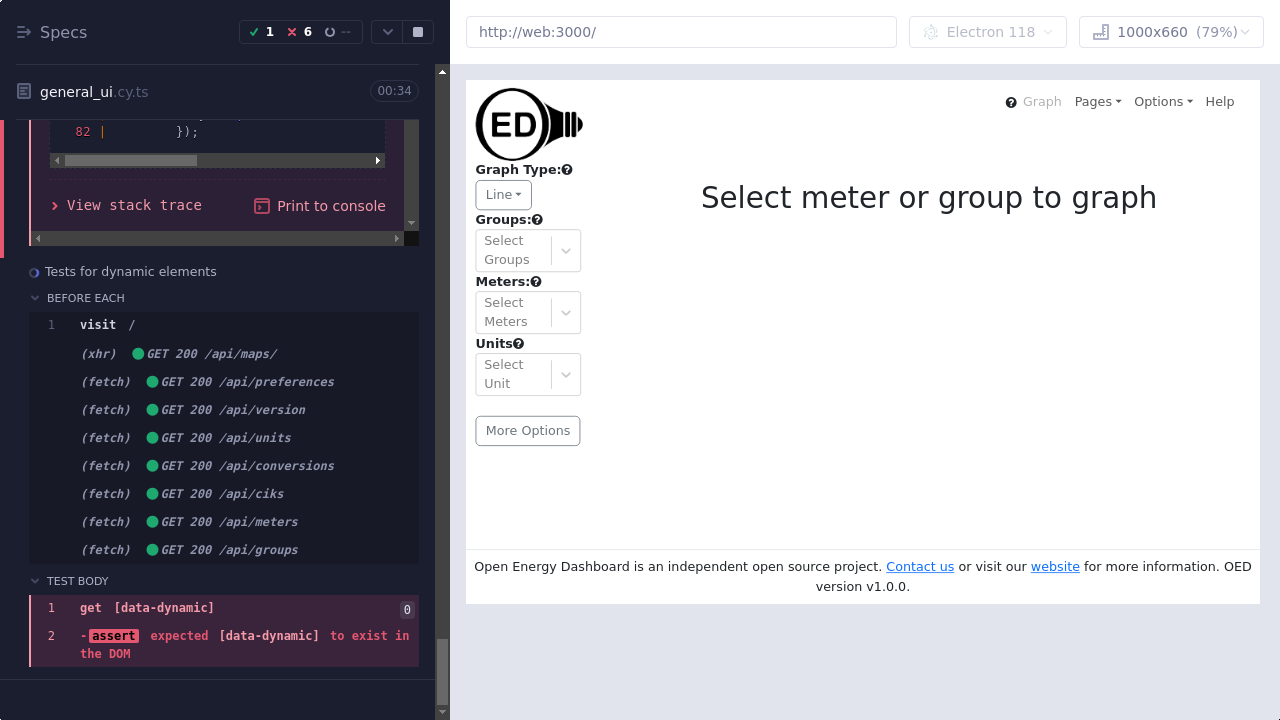 Specs
1
6
--
general_ui.cy.ts
00:34
82 | });
View stack trace
Print to console
Tests for dynamic elements
BEFORE EACH
1 visit /
(xhr) GET 200 /api/maps/
(fetch) GET 200 /api/preferences
(fetch) GET 200 /api/version
(fetch) GET 200 /api/units
(fetch) GET 200 /api/conversions
(fetch) GET 200 /api/ciks
(fetch) GET 200 /api/meters
(fetch) GET 200 /api/groups
TEST BODY
1 get [data-dynamic] 0
2 -assert expected [data-dynamic] to exist in
the DOM
http://web:3000/
Electron 118
1000x660 (79%)
ED
Graph
Pages
Options
Help
Graph Type:
Line
Groups:
Select
Groups
Meters:
Select
Meters
Units
Select
Unit
More Options
Select meter or group to graph
Open Energy Dashboard is an independent open source project. Contact us or visit our website for more information. OED
version v1.0.0.